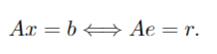 Ax = b ⟺ Ae = r.